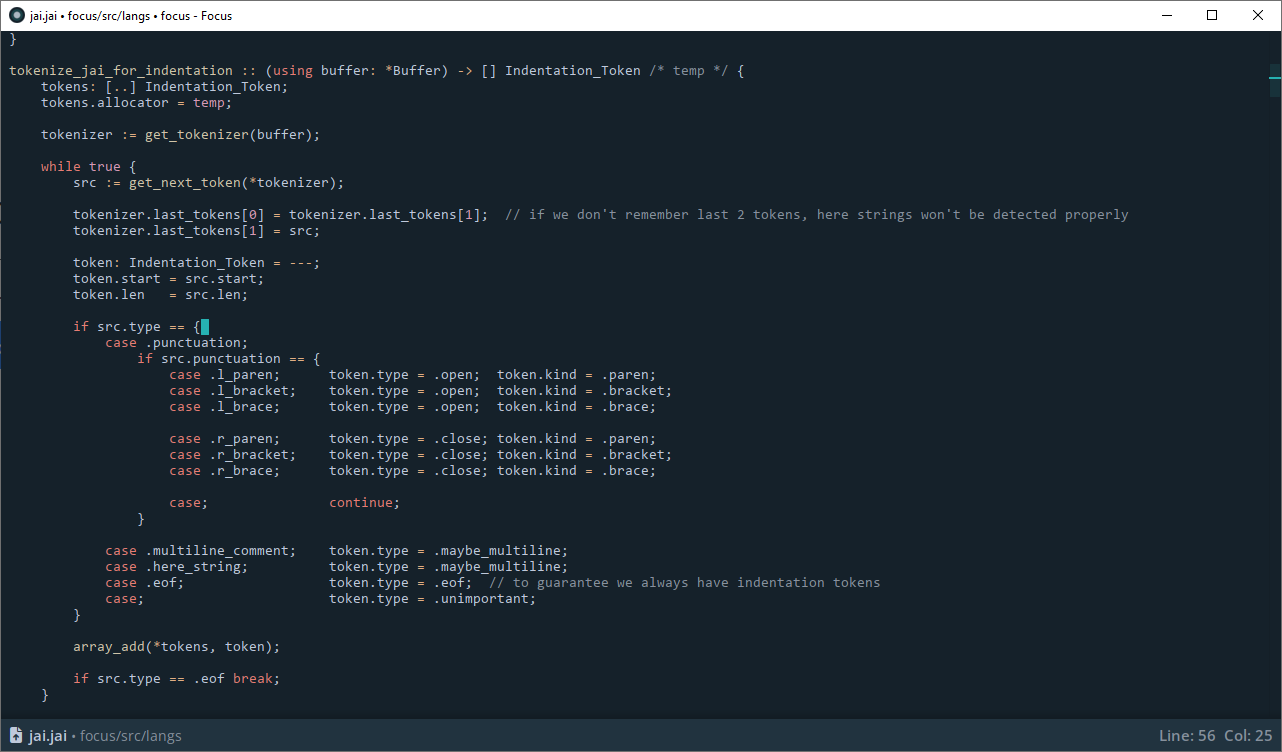 jai.jai • focus/src/langs • focus - Focus
}
tokenize_jai_for_indentation :: (using buffer: *Buffer) -> [] Indentation_Token /* temp */ {
    tokens: [..] Indentation_Token;
    tokens.allocator = temp;
    tokenizer := get_tokenizer(buffer);
    while true {
        src := get_next_token(*tokenizer);
        tokenizer.last_tokens[0] = tokenizer.last_tokens[1];  // if we don't remember last 2 tokens, here strings won't be detected properly
        tokenizer.last_tokens[1] = src;
        token: Indentation_Token = ---;
        token.start = src.start;
        token.len   = src.len;
        if src.type == {
            case .punctuation;
                if src.punctuation == {
                    case .l_paren;      token.type = .open;  token.kind = .paren;
                    case .l_bracket;    token.type = .open;  token.kind = .bracket;
                    case .l_brace;      token.type = .open;  token.kind = .brace;
                    case .r_paren;      token.type = .close; token.kind = .paren;
                    case .r_bracket;    token.type = .close; token.kind = .bracket;
                    case .r_brace;      token.type = .close; token.kind = .brace;
                    case;               continue;
                }
            case .multiline_comment;    token.type = .maybe_multiline;
            case .here_string;          token.type = .maybe_multiline;
            case .eof;                  token.type = .eof;  // to guarantee we always have indentation tokens
            case;                       token.type = .unimportant;
        }
        array_add(*tokens, token);
        if src.type == .eof break;
    }
jai.jai • focus/src/langs Line: 56 Col: 25